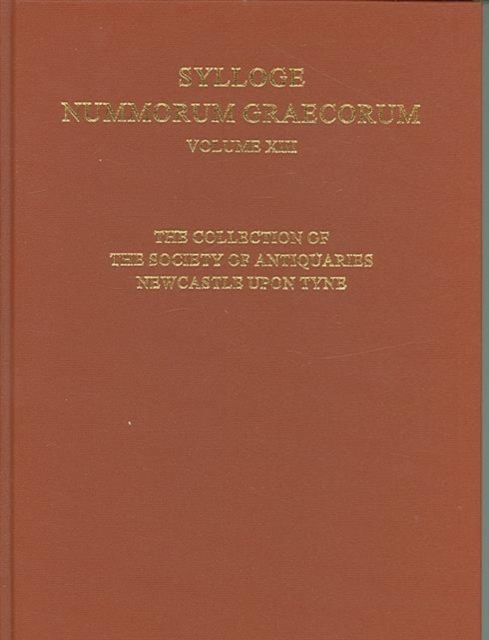 SYLLOGE
NUMMORUM GRAECORUM
VOLUME XIII
THE COLLECTION OF
THE SOCIETY OF ANTIQUARIES
NEWCASTLE UPON TYNE